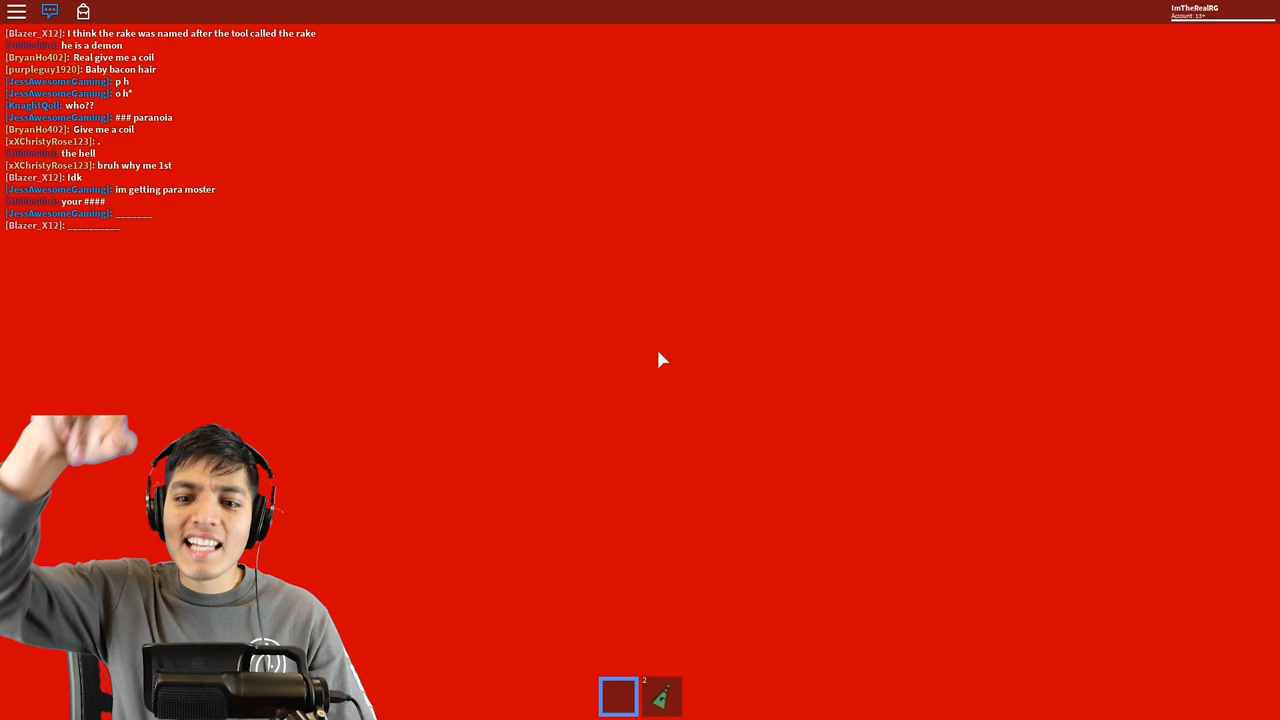 ImTheRealRG
Account: 13+
[Blazer_X12]: I think the rake was named after the tool called the rake
he is a demon
[BryanHo402]: Real give me a coil
[purpleguy1920]: Baby bacon hair
[JessAwesomeGaming]: p h
[JessAwesomeGaming]: o h*
[KnaghtQol]: who??
[JessAwesomeGaming]: ### paranoia
[BryanHo402]: Give me a coil
[xXChristyRose123]: .
the hell
[xXChristyRose123]: bruh why me 1st
[Blazer_X12]: Idk
[JessAwesomeGaming]: im getting para moster
your ####
[JessAwesomeGaming]: _______
[Blazer_X12]: __________
2